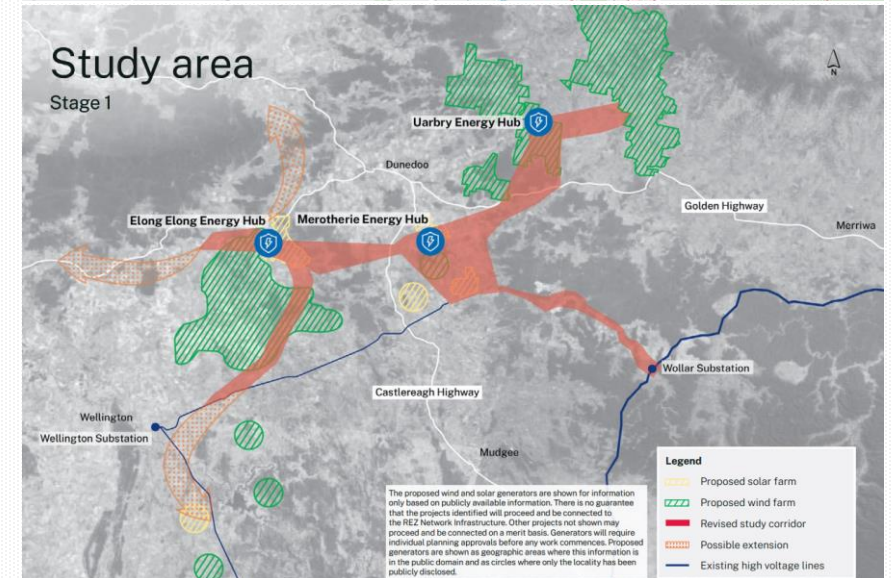 Study area
Stage 1
N
Uarbry Energy Hub
Dunedoo
Golden Highway
Elong Elong Energy Hub
Merotherie Energy Hub
Merriwa
Wollar Substation
Castlereagh Highway
Wellington
Wellington Substation
Mudgee
The proposed wind and solar generators are shown for information
only based on publicly available information. There is no guarantee
that the projects identified will proceed and be connected to
the REZ Network Infrastructure. Other projects not shown may
proceed and be connected on a merit basis. Generators will require
individual planning approvals before any work commences. Proposed
generators are shown as geographic areas where this information is
in the public domain and as circles where only the locality has been
publicly disclosed.
Legend
Proposed solar farm
Proposed wind farm
Revised study corridor
Possible extension
Existing high voltage lines